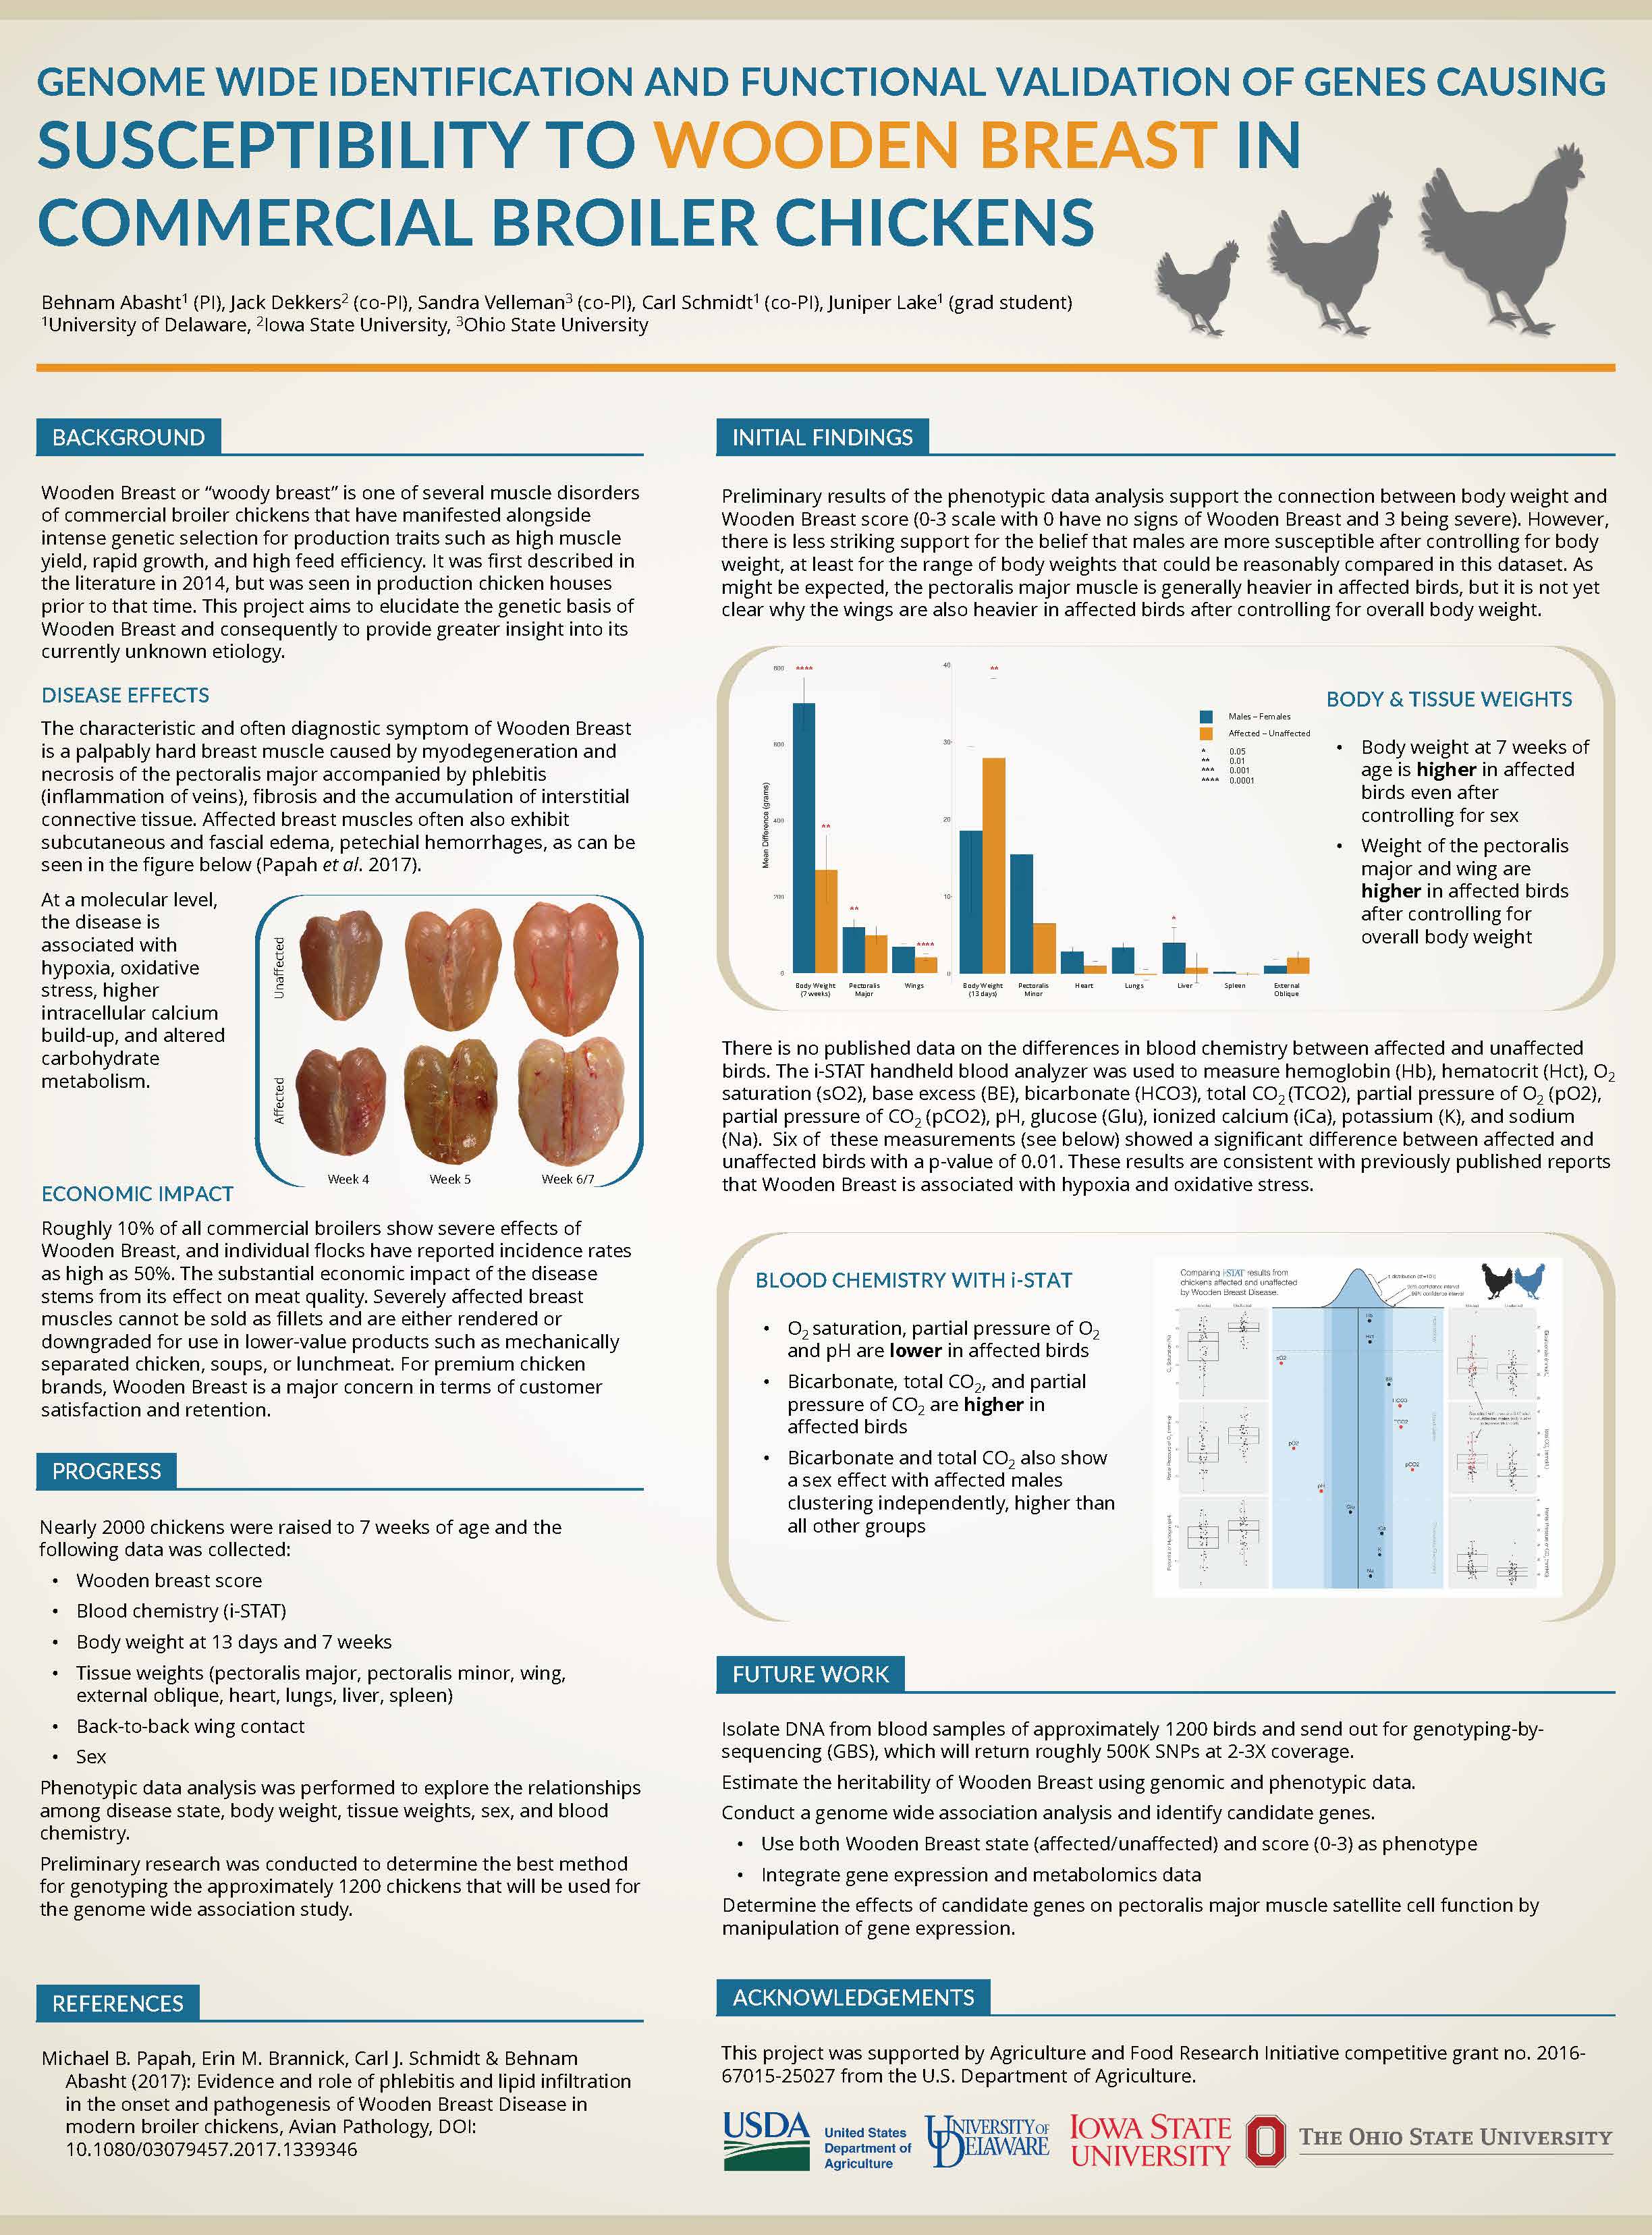 GENOME WIDE IDENTIFICATION AND FUNCTIONAL VALIDATION OF GENES CAUSING
SUSCEPTIBILITY TO WOODEN BREAST IN
COMMERCIAL BROILER CHICKENS
Behnam Abasht¹ (PI), Jack Dekkers² (co-PI), Sandra Velleman³ (co-PI), Carl Schmidt¹ (co-PI), Juniper Lake¹ (grad student)
¹University of Delaware, ²Iowa State University, ³Ohio State University
BACKGROUND
Wooden Breast or “woody breast” is one of several muscle disorders
of commercial broiler chickens that have manifested alongside
intense genetic selection for production traits such as high muscle
yield, rapid growth, and high feed efficiency. It was first described in
the literature in 2014, but was seen in production chicken houses
prior to that time. This project aims to elucidate the genetic basis of
Wooden Breast and consequently to provide greater insight into its
currently unknown etiology.
DISEASE EFFECTS
The characteristic and often diagnostic symptom of Wooden Breast
is a palpably hard breast muscle caused by myodegeneration and
necrosis of the pectoralis major accompanied by phlebitis
(inflammation of veins), fibrosis and the accumulation of interstitial
connective tissue. Affected breast muscles often also exhibit
subcutaneous and fascial edema, petechial hemorrhages, as can be
seen in the figure below (Papah et al. 2017).
At a molecular level,
the disease is
associated with
hypoxia, oxidative
stress, higher
intracellular calcium
build-up, and altered
carbohydrate
metabolism.
Unaffected
Affected
Week 4 Week 5 Week 6/7
ECONOMIC IMPACT
Roughly 10% of all commercial broilers show severe effects of
Wooden Breast, and individual flocks have reported incidence rates
as high as 50%. The substantial economic impact of the disease
stems from its effect on meat quality. Severely affected breast
muscles cannot be sold as fillets and are either rendered or
downgraded for use in lower-value products such as mechanically
separated chicken, soups, or lunchmeat. For premium chicken
brands, Wooden Breast is a major concern in terms of customer
satisfaction and retention.
PROGRESS
Nearly 2000 chickens were raised to 7 weeks of age and the
following data was collected:
• Wooden breast score
• Blood chemistry (i-STAT)
• Body weight at 13 days and 7 weeks
• Tissue weights (pectoralis major, pectoralis minor, wing,
external oblique, heart, lungs, liver, spleen)
• Back-to-back wing contact
• Sex
Phenotypic data analysis was performed to explore the relationships
among disease state, body weight, tissue weights, sex, and blood
chemistry.
Preliminary research was conducted to determine the best method
for genotyping the approximately 1200 chickens that will be used for
the genome wide association study.
REFERENCES
Michael B. Papah, Erin M. Brannick, Carl J. Schmidt & Behnam
Abasht (2017): Evidence and role of phlebitis and lipid infiltration
in the onset and pathogenesis of Wooden Breast Disease in
modern broiler chickens, Avian Pathology, DOI:
10.1080/03079457.2017.1339346
INITIAL FINDINGS
Preliminary results of the phenotypic data analysis support the connection between body weight and
Wooden Breast score (0-3 scale with 0 have no signs of Wooden Breast and 3 being severe). However,
there is less striking support for the belief that males are more susceptible after controlling for body
weight, at least for the range of body weights that could be reasonably compared in this dataset. As
might be expected, the pectoralis major muscle is generally heavier in affected birds, but it is not yet
clear why the wings are also heavier in affected birds after controlling for overall body weight.
Mean Difference (grams)
800
600
400
200
0
40
30
20
10
0
**** ** ** **** ** *
Body Weight (7 weeks) Pectoralis Major Wings Body Weight (13 days) Pectoralis Minor Heart Lungs Liver Spleen External Oblique
Males – Females
Affected – Unaffected
* 0.05
** 0.01
*** 0.001
**** 0.0001
BODY & TISSUE WEIGHTS
• Body weight at 7 weeks of
age is higher in affected
birds even after
controlling for sex
• Weight of the pectoralis
major and wing are
higher in affected birds
after controlling for
overall body weight
There is no published data on the differences in blood chemistry between affected and unaffected
birds. The i-STAT handheld blood analyzer was used to measure hemoglobin (Hb), hematocrit (Hct), O₂
saturation (sO2), base excess (BE), bicarbonate (HCO3), total CO₂ (TCO2), partial pressure of O₂ (pO2),
partial pressure of CO₂ (pCO2), pH, glucose (Glu), ionized calcium (iCa), potassium (K), and sodium
(Na). Six of these measurements (see below) showed a significant difference between affected and
unaffected birds with a p-value of 0.01. These results are consistent with previously published reports
that Wooden Breast is associated with hypoxia and oxidative stress.
BLOOD CHEMISTRY WITH i-STAT
• O₂ saturation, partial pressure of O₂
and pH are lower in affected birds
• Bicarbonate, total CO₂, and partial
pressure of CO₂ are higher in
affected birds
• Bicarbonate and total CO₂ also show
a sex effect with affected males
clustering independently, higher than
all other groups
Comparing i-STAT results from
chickens affected and unaffected
by Wooden Breast Disease.
Hb
Hct
sO2
BE
HCO3
TCO2
pO2
pCO2
pH
Glu
iCa
K
Na
FUTURE WORK
Isolate DNA from blood samples of approximately 1200 birds and send out for genotyping-by-
sequencing (GBS), which will return roughly 500K SNPs at 2-3X coverage.
Estimate the heritability of Wooden Breast using genomic and phenotypic data.
Conduct a genome wide association analysis and identify candidate genes.
• Use both Wooden Breast state (affected/unaffected) and score (0-3) as phenotype
• Integrate gene expression and metabolomics data
Determine the effects of candidate genes on pectoralis major muscle satellite cell function by
manipulation of gene expression.
ACKNOWLEDGEMENTS
This project was supported by Agriculture and Food Research Initiative competitive grant no. 2016-
67015-25027 from the U.S. Department of Agriculture.
USDA
United States
Department of
Agriculture
UNIVERSITY OF
DELAWARE
IOWA STATE
UNIVERSITY
THE OHIO STATE UNIVERSITY